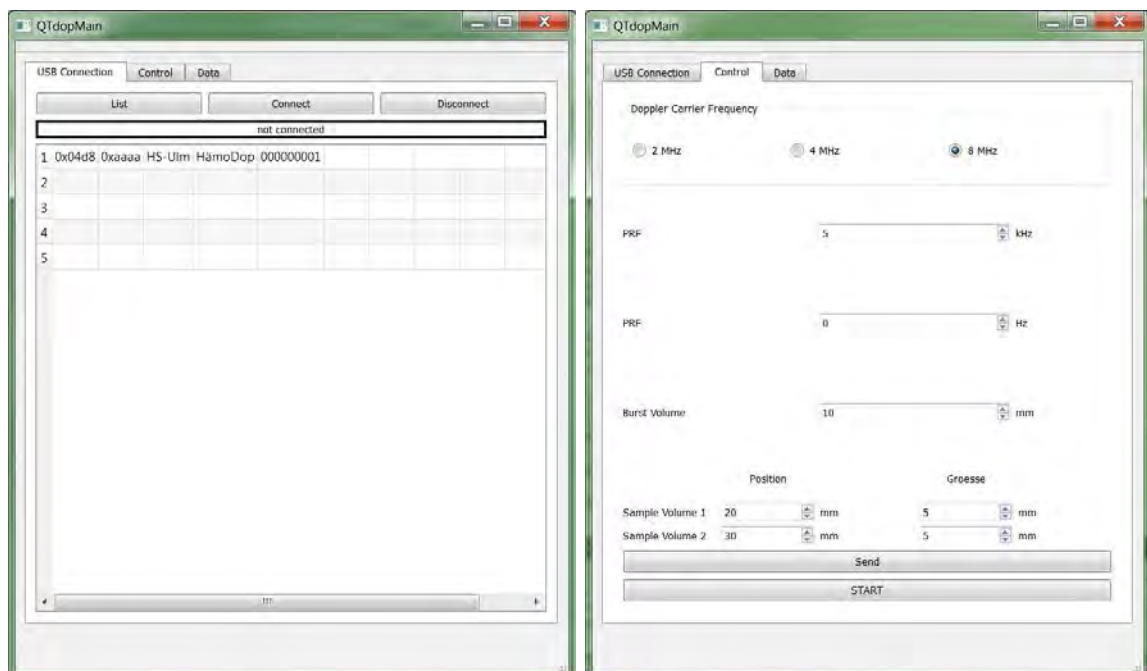 QTdopMain
USB Connection Control Data
List Connect Disconnect
not connected
1 0x04d8 0xaaaa HS-Ulm HämoDop 000000001
2
3
4
5
QTdopMain
USB Connection Control Data
Doppler Carrier Frequency
2 MHz 4 MHz 8 MHz
PRF 5 kHz
PRF 0 Hz
Burst Volume 10 mm
Position Groesse
Sample Volume 1 20 mm 5 mm
Sample Volume 2 30 mm 5 mm
Send
START